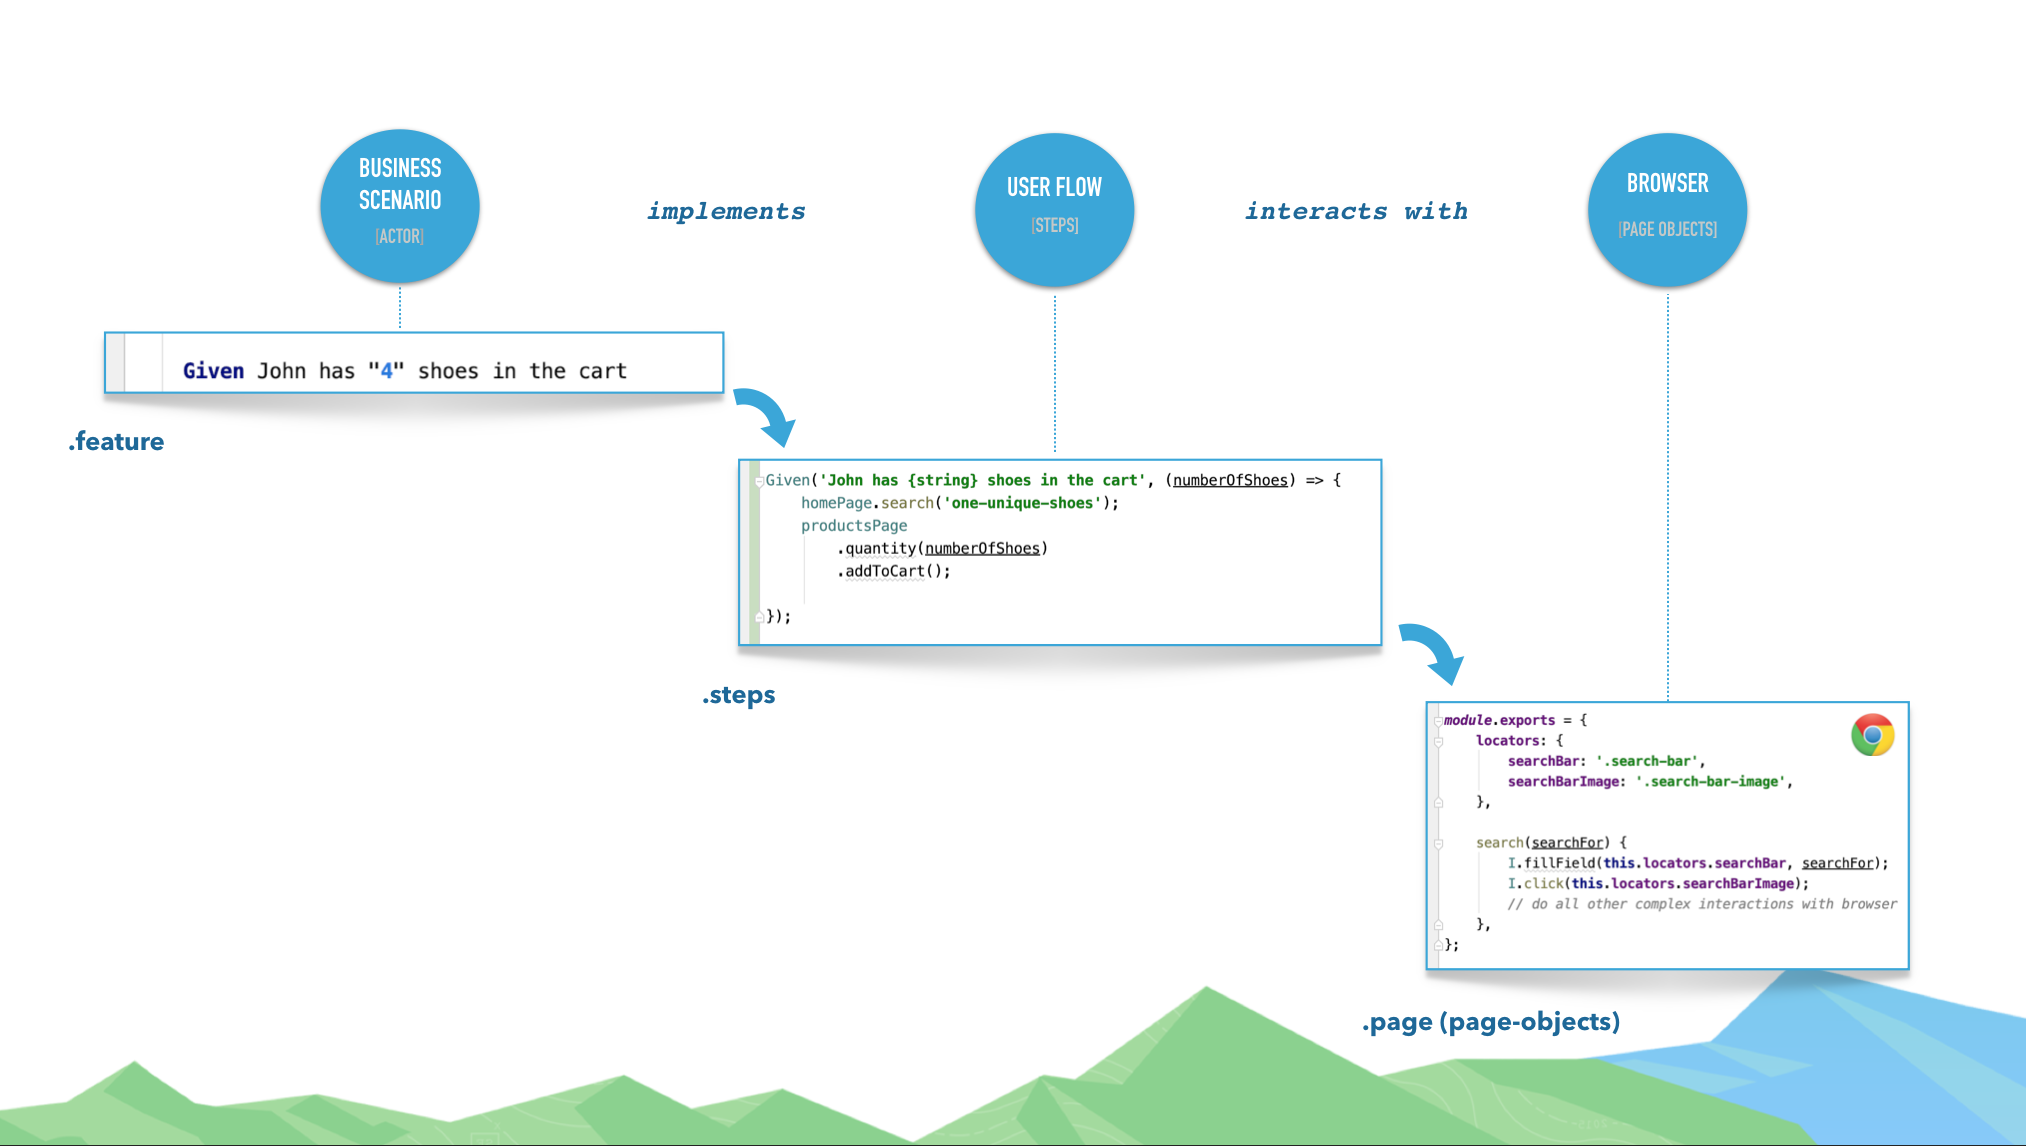 BUSINESS
SCENARIO
[ACTOR]
implements
USER FLOW
[STEPS]
interacts with
BROWSER
[PAGE OBJECTS]
Given John has "4" shoes in the cart
.feature
Given('John has {string} shoes in the cart', (numberOfShoes) => {
homePage.search('one-unique-shoes');
productsPage
.quantity(numberOfShoes)
.addToCart();
});
.steps
module.exports = {
locators: {
searchBar: '.search-bar',
searchBarImage: '.search-bar-image',
},
search(searchFor) {
I.fillField(this.locators.searchBar, searchFor);
I.click(this.locators.searchBarImage);
// do all other complex interactions with browser
},
};
.page (page-objects)